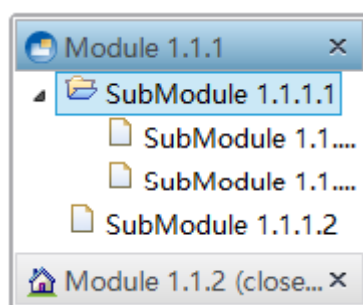 Module 1.1.1
SubModule 1.1.1.1
SubModule 1.1....
SubModule 1.1....
SubModule 1.1.1.2
Module 1.1.2 (close...